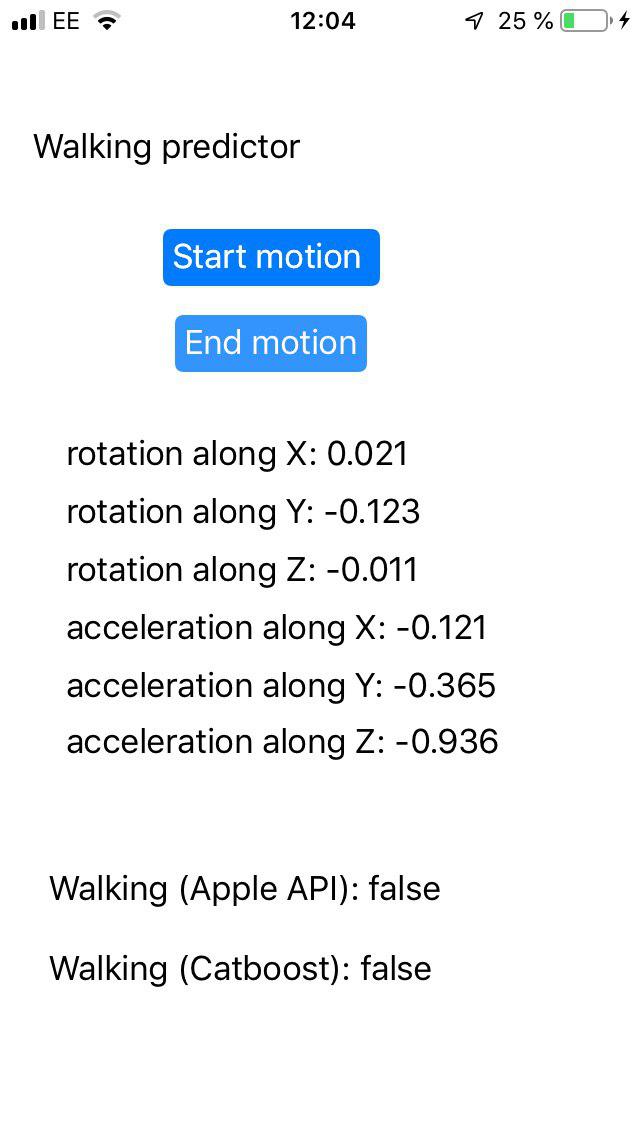 EE 12:04 25 %
Walking predictor
Start motion
End motion
rotation along X: 0.021
rotation along Y: -0.123
rotation along Z: -0.011
acceleration along X: -0.121
acceleration along Y: -0.365
acceleration along Z: -0.936
Walking (Apple API): false
Walking (Catboost): false